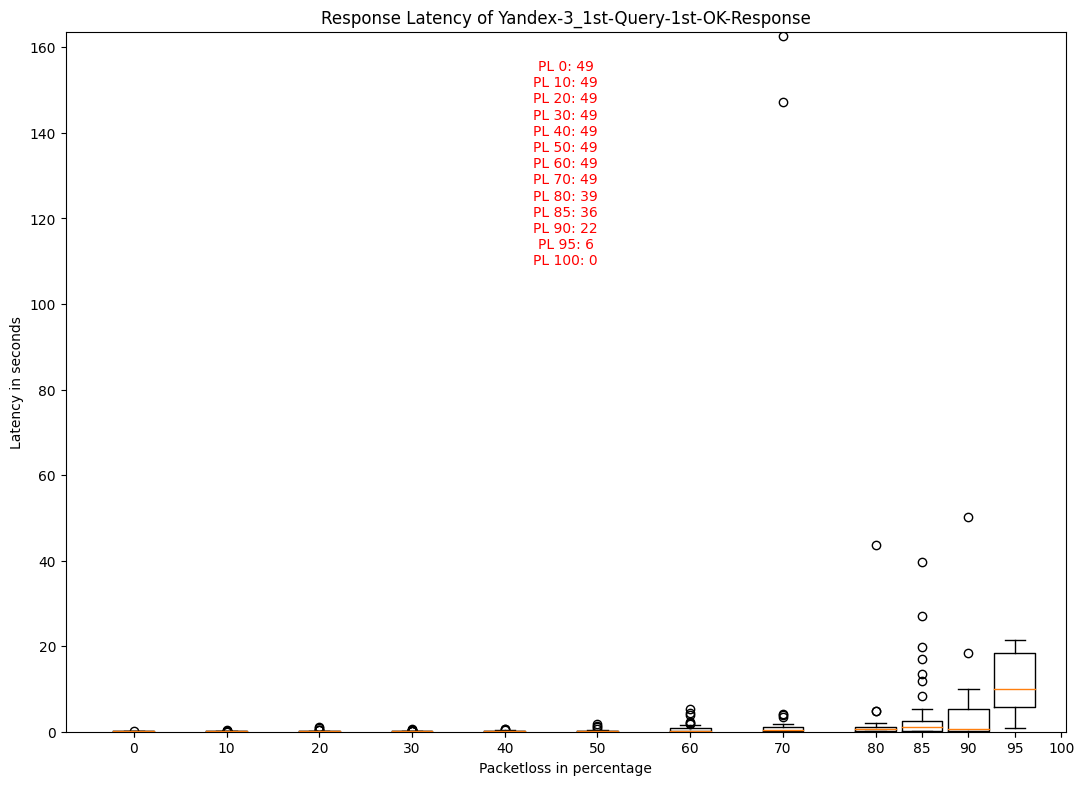 Response Latency of Yandex-3_1st-Query-1st-OK-Response
160
140
120
100
80
60
40
20
0
Latency in seconds
PL 0: 49
PL 10: 49
PL 20: 49
PL 30: 49
PL 40: 49
PL 50: 49
PL 60: 49
PL 70: 49
PL 80: 39
PL 85: 36
PL 90: 22
PL 95: 6
PL 100: 0
0 10 20 30 40 50 60 70 80 85 90 95 100
Packetloss in percentage